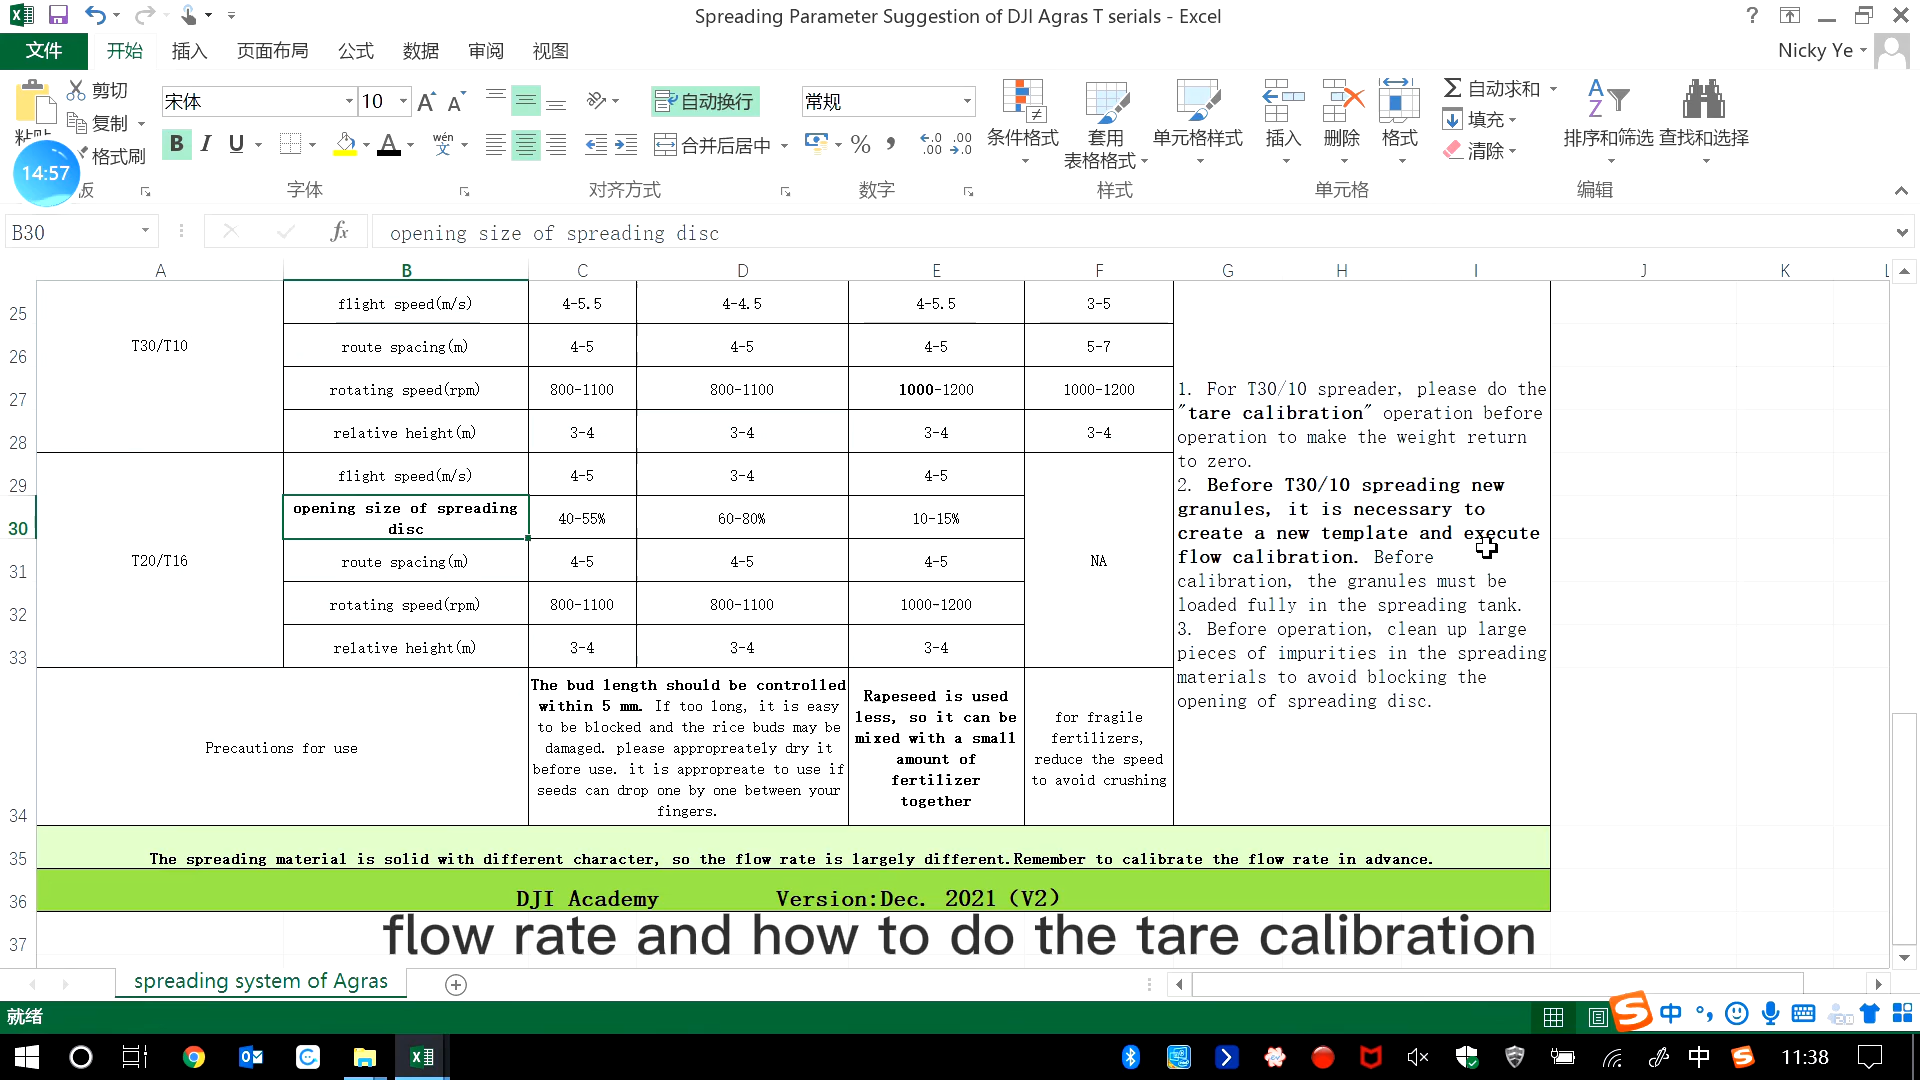 Spreading Parameter Suggestion of DJI Agras T serials - Excel
文件 开始 插入 页面布局 公式 数据 审阅 视图
Nicky Ye
剪切
复制
格式刷
14:57
宋体 10
B I U
wén
文
字体
自动换行
合并后居中
对齐方式
常规
数字
条件格式
套用
表格格式
单元格样式
样式
插入 删除 格式
单元格
自动求和
填充
清除
排序和筛选 查找和选择
编辑
B30
fx
opening size of spreading disc
A B C D E F G H I J K L
25 flight speed(m/s) 4-5.5 4-4.5 4-5.5 3-5
T30/T10
26 route spacing(m) 4-5 4-5 4-5 5-7
27 rotating speed(rpm) 800-1100 800-1100 1000-1200 1000-1200
28 relative height(m) 3-4 3-4 3-4 3-4
29 flight speed(m/s) 4-5 3-4 4-5
30 opening size of spreading
disc
40-55% 60-80% 10-15%
T20/T16
31 route spacing(m) 4-5 4-5 4-5 NA
32 rotating speed(rpm) 800-1100 800-1100 1000-1200
33 relative height(m) 3-4 3-4 3-4
1. For T30/10 spreader, please do the
"tare calibration" operation before
operation to make the weight return
to zero.
2. Before T30/10 spreading new
granules, it is necessary to
create a new template and execute
flow calibration. Before
calibration, the granules must be
loaded fully in the spreading tank.
3. Before operation, clean up large
pieces of impurities in the spreading
materials to avoid blocking the
opening of spreading disc.
34 Precautions for use
The bud length should be controlled
within 5 mm. If too long, it is easy
to be blocked and the rice buds may be
damaged. please appropreately dry it
before use. it is appropreate to use if
seeds can drop one by one between your
fingers.
Rapeseed is used
less, so it can be
mixed with a small
amount of
fertilizer
together
for fragile
fertilizers,
reduce the speed
to avoid crushing
35 The spreading material is solid with different character, so the flow rate is largely different.Remember to calibrate the flow rate in advance.
36 DJI Academy Version:Dec. 2021（V2）
37
flow rate and how to do the tare calibration
spreading system of Agras
就绪
中
中 11:38